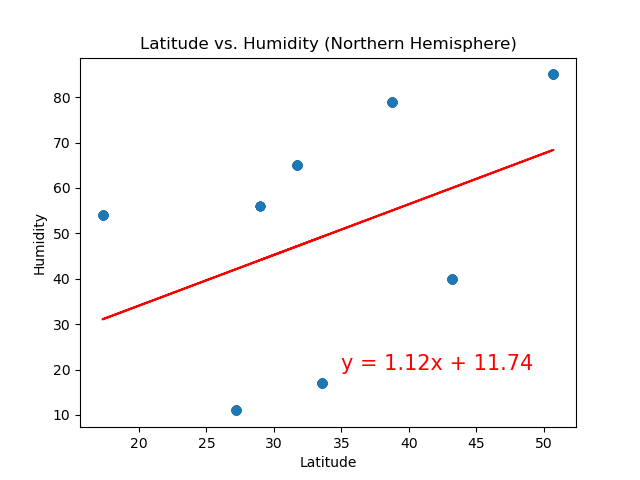 Latitude vs. Humidity (Northern Hemisphere)
80
70
60
50
40
30
20
10
Humidity
y = 1.12x + 11.74
20 25 30 35 40 45 50
Latitude